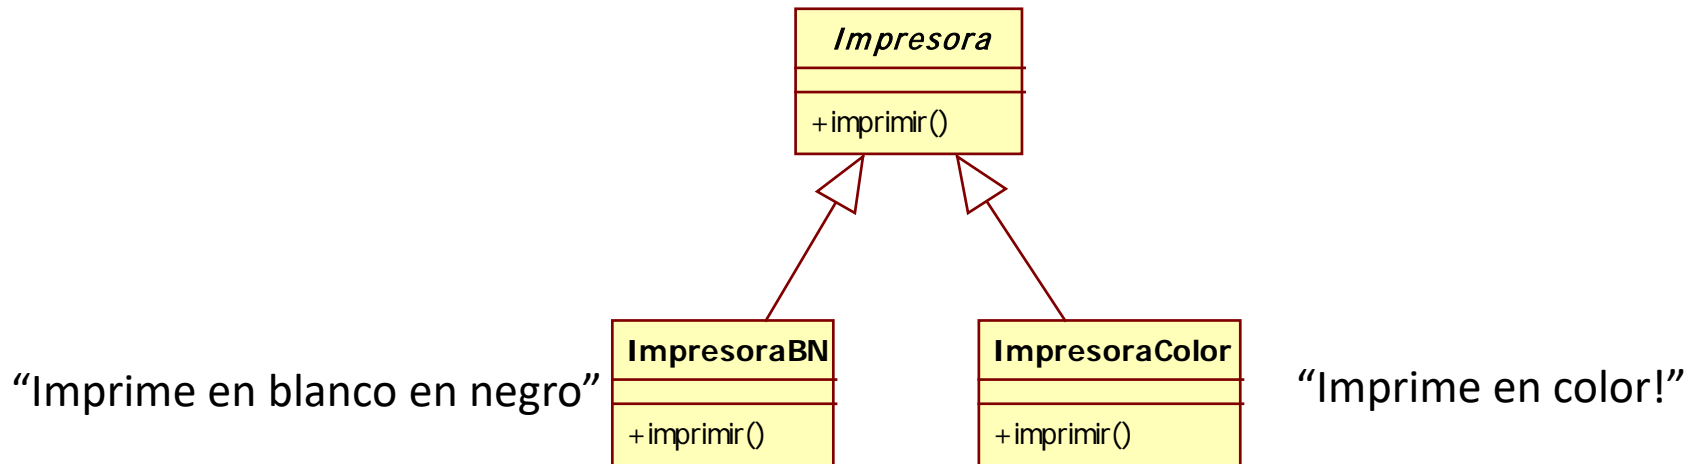 Impresora
+imprimir()
ImpresoraBN
+imprimir()
ImpresoraColor
+imprimir()
“Imprime en blanco en negro”
“Imprime en color!”